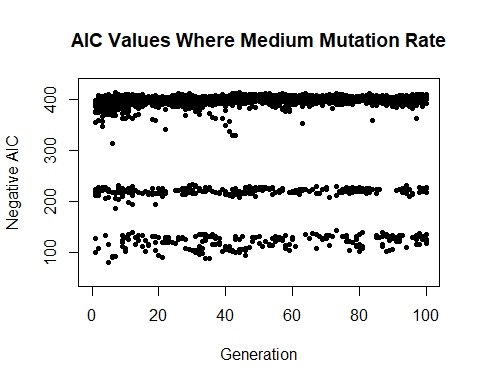 AIC Values Where Medium Mutation Rate
Negative AIC
400
300
200
100
0 20 40 60 80 100
Generation